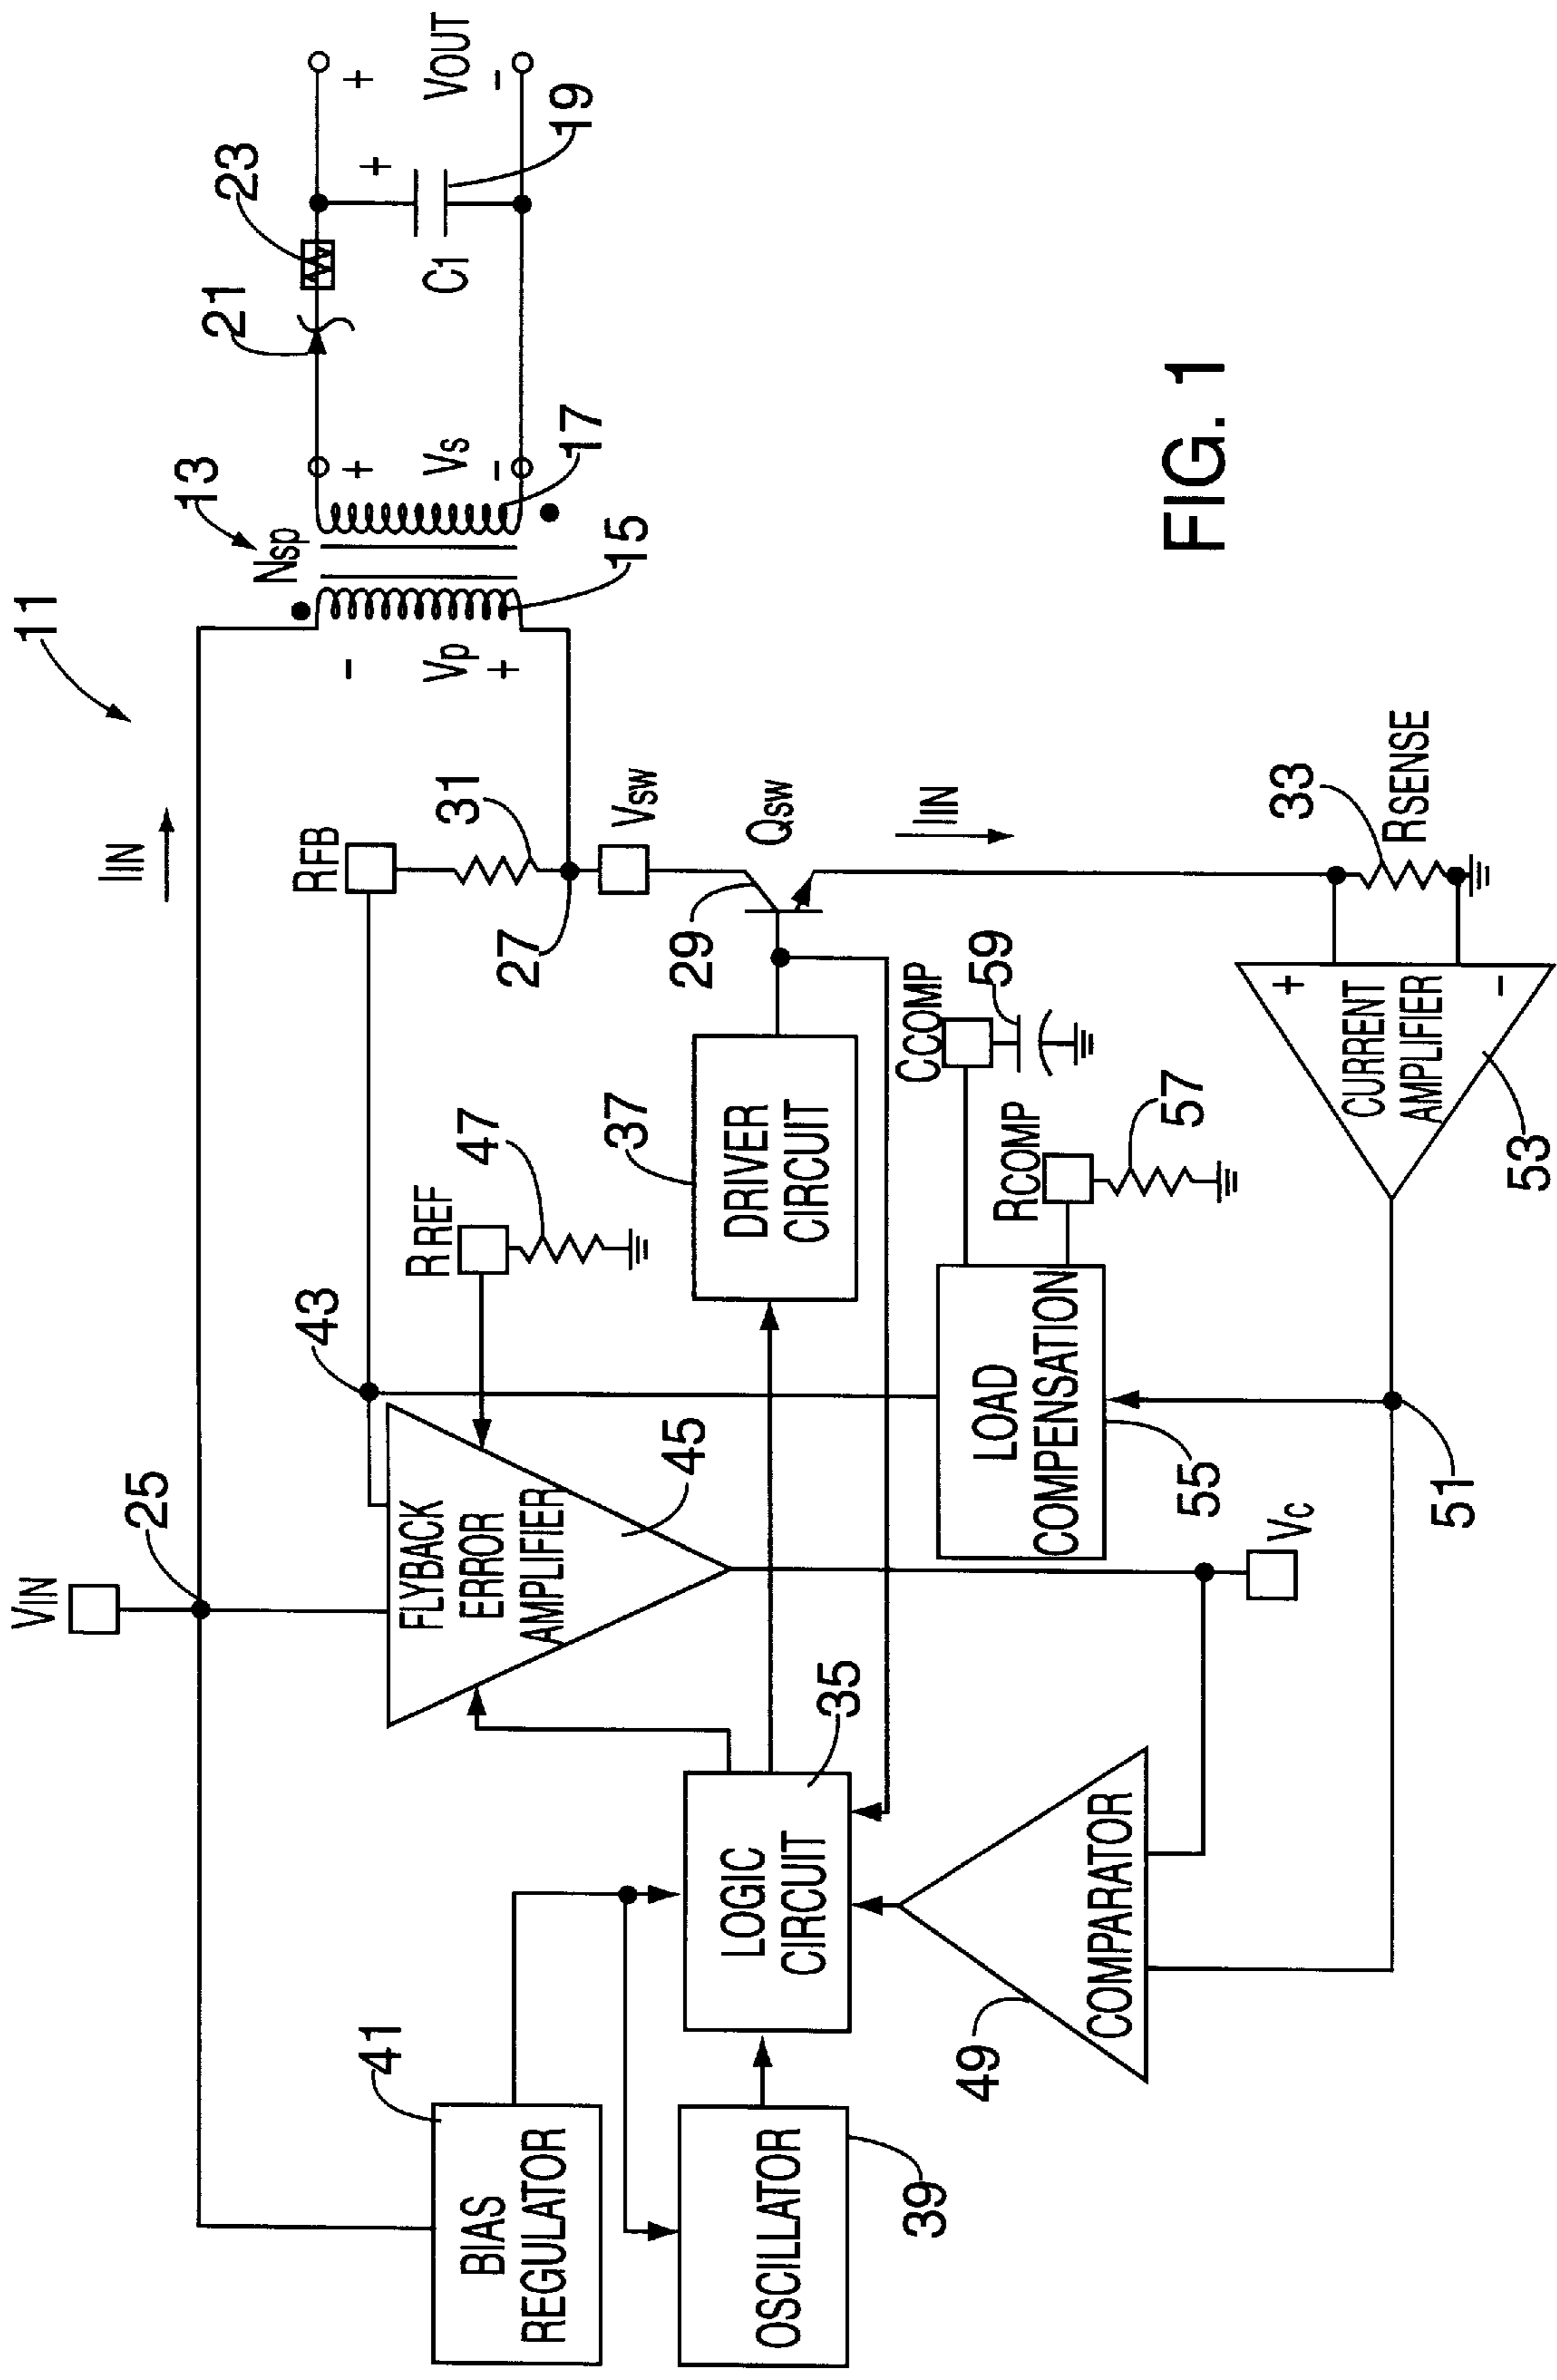 11
13
VIN
25
IIN
NSP
-
VP
+
15
17
+
VS
-
21
23
+
C1
19
+
VOUT
-
41
BIAS
REGULATOR
43
RFB
31
27
VSW
FLYBACK
ERROR
AMPLIFIER
45
RREF
47
37
DRIVER
CIRCUIT
29
QSW
IIN
OSCILLATOR
39
LOGIC
CIRCUIT
35
49
COMPARATOR
VC
LOAD
COMPENSATION
55
CCOMP
59
RCOMP
57
51
+
CURRENT
AMPLIFIER
-
53
33
RSENSE
FIG. 1